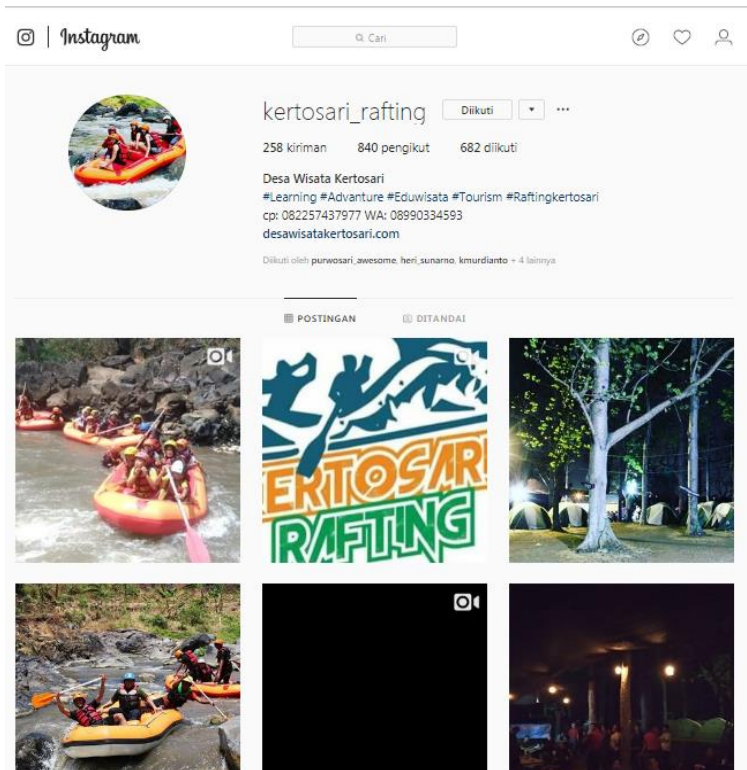 Instagram
Cari
kertosari_rafting Diikuti
258 kiriman 840 pengikut 682 diikuti
Desa Wisata Kertosari
#Learning #Advanture #Eduwisata #Tourism #Raftingkertosari
cp: 082257437977 WA: 08990334593
desawisatakertosari.com
Diikuti oleh purwosari_awesome, heri_sunarno, kmurdianto + 4 lainnya
POSTINGAN DITANDAI
ERTOSARI
RAFTING